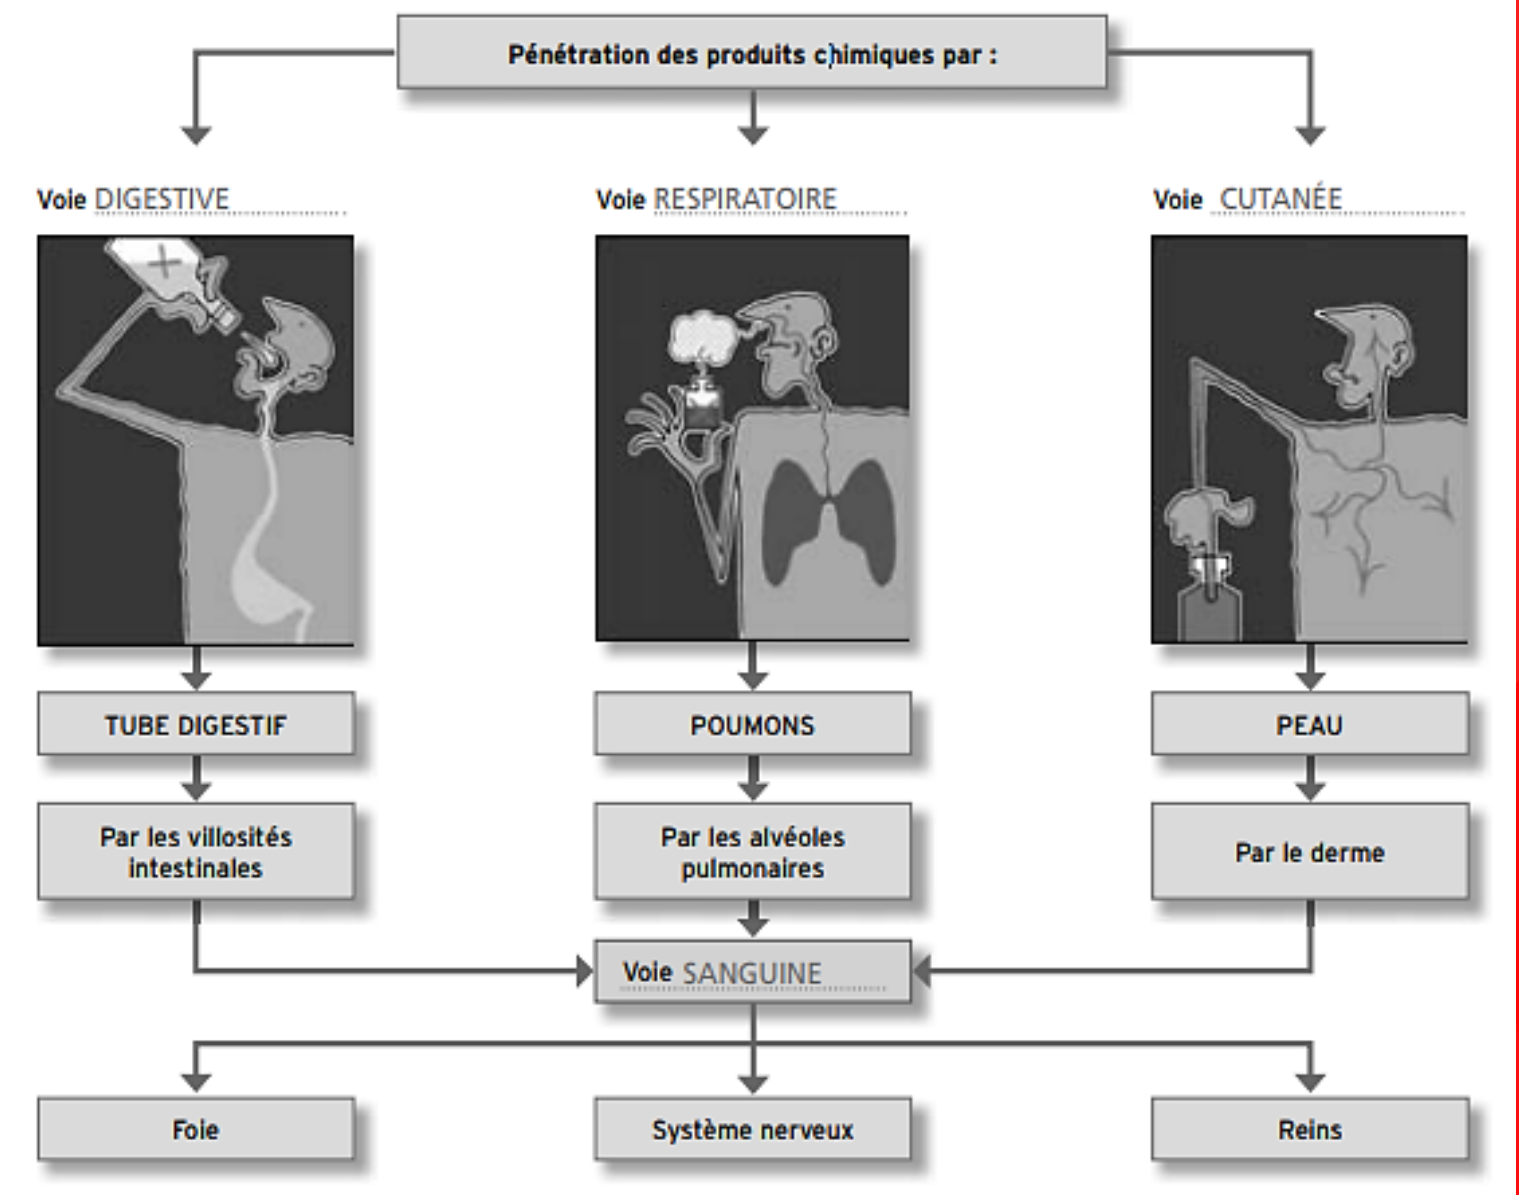 Pénétration des produits chimiques par :
Voie DIGESTIVE
Voie RESPIRATOIRE
Voie CUTANÉE
TUBE DIGESTIF
POUMONS
PEAU
Par les villosités
intestinales
Par les alvéoles
pulmonaires
Par le derme
Voie SANGUINE
Foie
Système nerveux
Reins